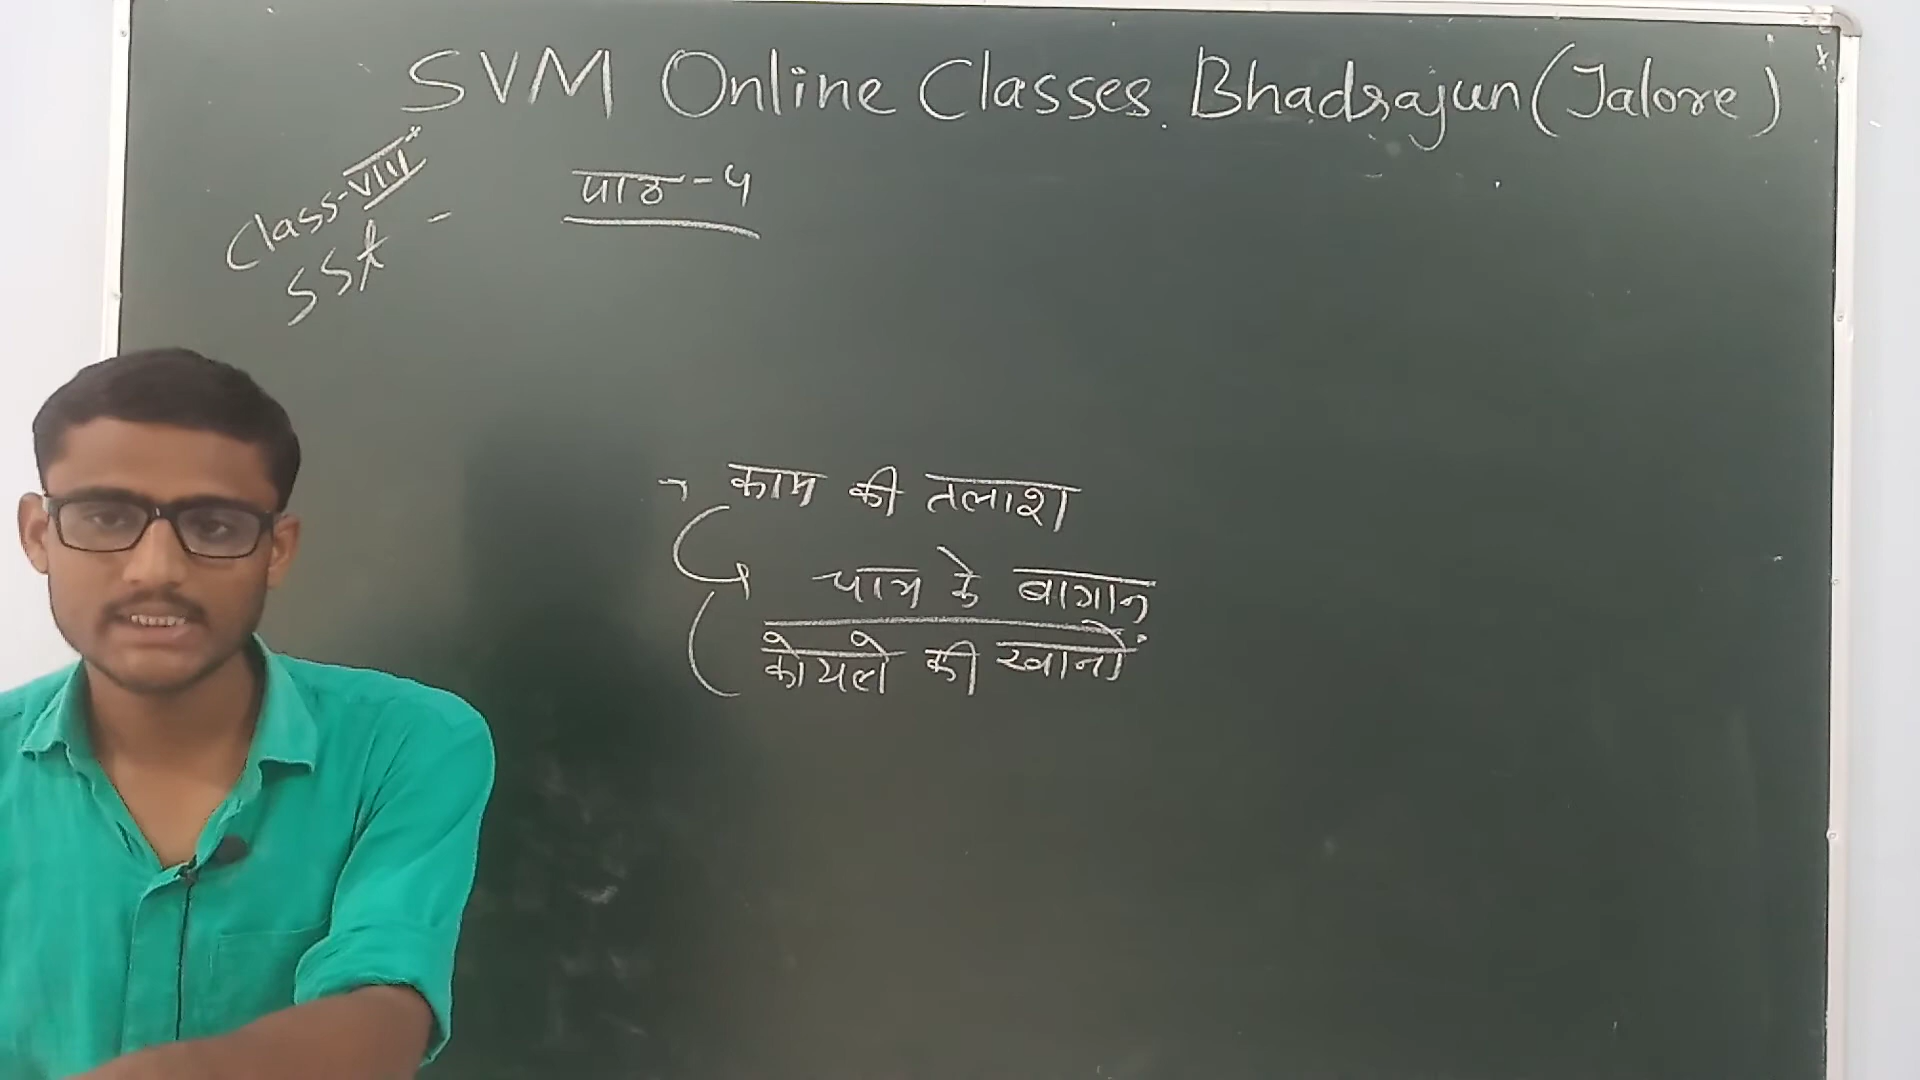 SVM Online Classes. Bhadrajun (Jalore)
Class-VIII
SSt
पाठ-4
काम की तलाश
चाय के बागान
कोयले की खानों